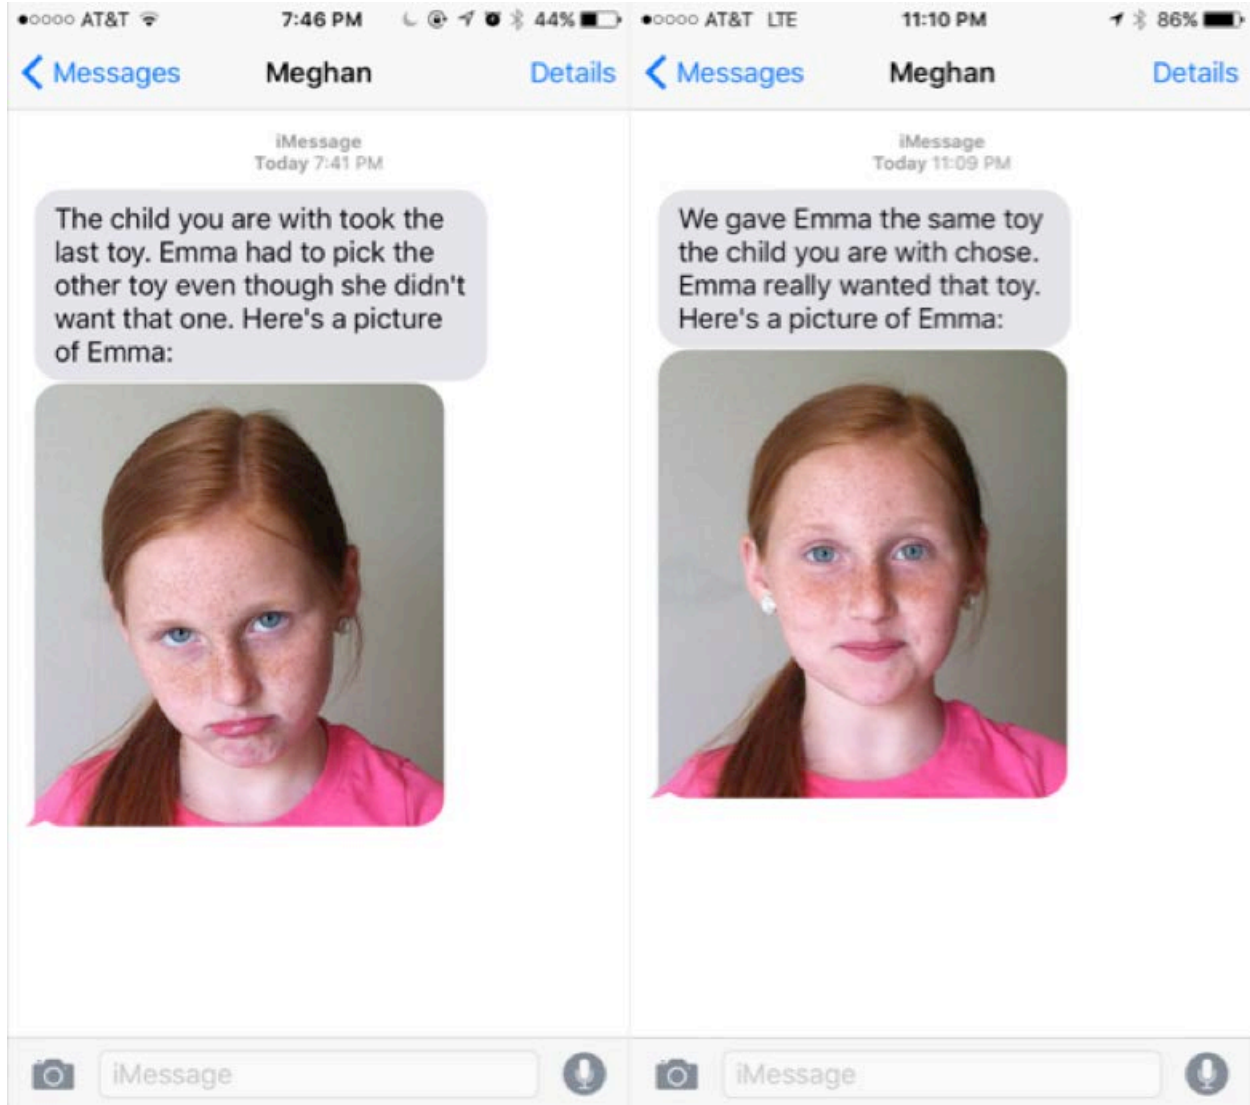 ●○○○○ AT&T 7:46 PM 44%
Messages Meghan Details
iMessage
Today 7:41 PM
The child you are with took the
last toy. Emma had to pick the
other toy even though she didn't
want that one. Here's a picture
of Emma:
iMessage
●○○○○ AT&T LTE 11:10 PM 86%
Messages Meghan Details
iMessage
Today 11:09 PM
We gave Emma the same toy
the child you are with chose.
Emma really wanted that toy.
Here's a picture of Emma:
iMessage